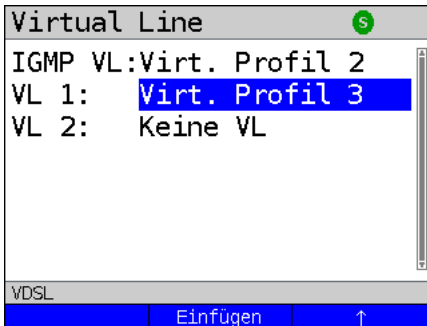 Virtual Line S
IGMP VL:Virt. Profil 2
VL 1: Virt. Profil 3
VL 2: Keine VL
VDSL
Einfügen ↑